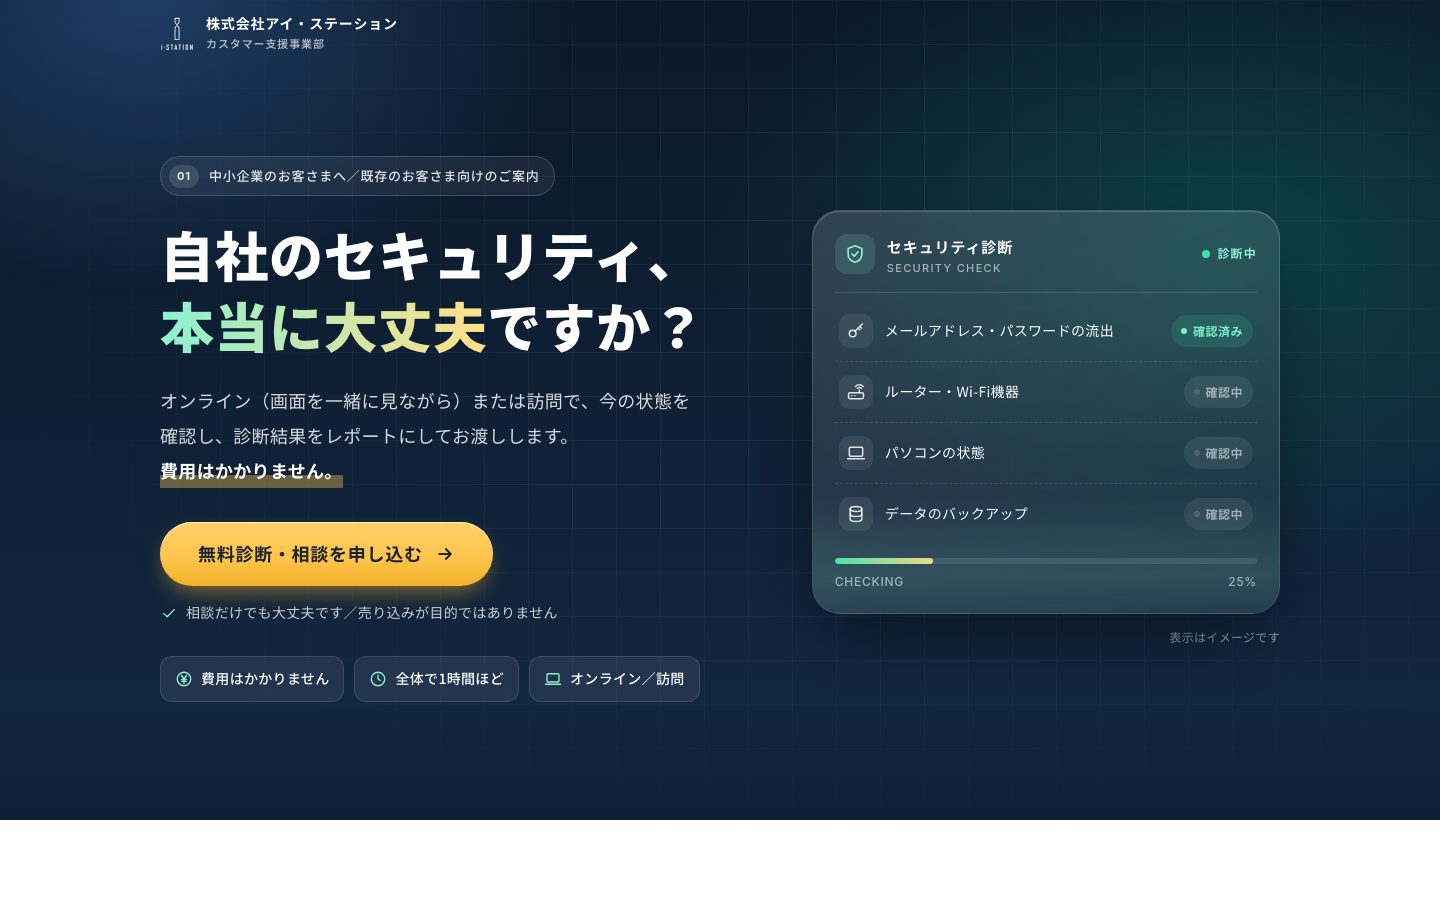 i-STATION
株式会社アイ・ステーション
カスタマー支援事業部
01 中小企業のお客さまへ／既存のお客さま向けのご案内
自社のセキュリティ、
本当に大丈夫ですか？
オンライン（画面を一緒に見ながら）または訪問で、今の状態を
確認し、診断結果をレポートにしてお渡しします。
費用はかかりません。
無料診断・相談を申し込む →
相談だけでも大丈夫です／売り込みが目的ではありません
費用はかかりません
全体で1時間ほど
オンライン／訪問
セキュリティ診断
SECURITY CHECK
診断中
メールアドレス・パスワードの流出
確認済み
ルーター・Wi-Fi機器
確認中
パソコンの状態
確認中
データのバックアップ
確認中
CHECKING
25%
表示はイメージです